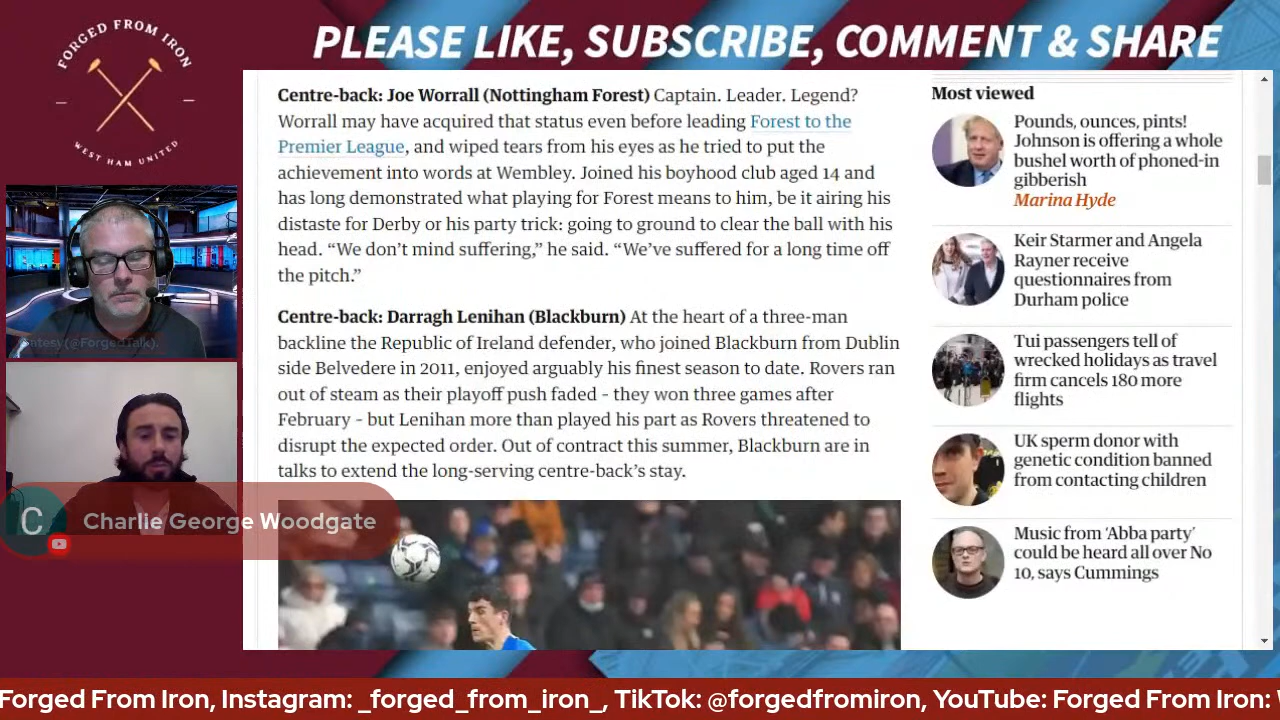 FORGED FROM IRON
WEST HAM UNITED
PLEASE LIKE, SUBSCRIBE, COMMENT & SHARE
Centre-back: Joe Worrall (Nottingham Forest) Captain. Leader. Legend?
Worrall may have acquired that status even before leading Forest to the
Premier League, and wiped tears from his eyes as he tried to put the
achievement into words at Wembley. Joined his boyhood club aged 14 and
has long demonstrated what playing for Forest means to him, be it airing his
distaste for Derby or his party trick: going to ground to clear the ball with his
head. “We don’t mind suffering,” he said. “We’ve suffered for a long time off
the pitch.”
Centre-back: Darragh Lenihan (Blackburn) At the heart of a three-man
backline the Republic of Ireland defender, who joined Blackburn from Dublin
side Belvedere in 2011, enjoyed arguably his finest season to date. Rovers ran
out of steam as their playoff push faded – they won three games after
February – but Lenihan more than played his part as Rovers threatened to
disrupt the expected order. Out of contract this summer, Blackburn are in
talks to extend the long-serving centre-back’s stay.
Most viewed
Pounds, ounces, pints!
Johnson is offering a whole
bushel worth of phoned-in
gibberish
Marina Hyde
Keir Starmer and Angela
Rayner receive
questionnaires from
Durham police
Tui passengers tell of
wrecked holidays as travel
firm cancels 180 more
flights
UK sperm donor with
genetic condition banned
from contacting children
Music from ‘Abba party’
could be heard all over No
10, says Cummings
(@ForgedTalk).
C
Charlie George Woodgate
Forged From Iron, Instagram: _forged_from_iron_, TikTok: @forgedfromiron, YouTube: Forged From Iron: